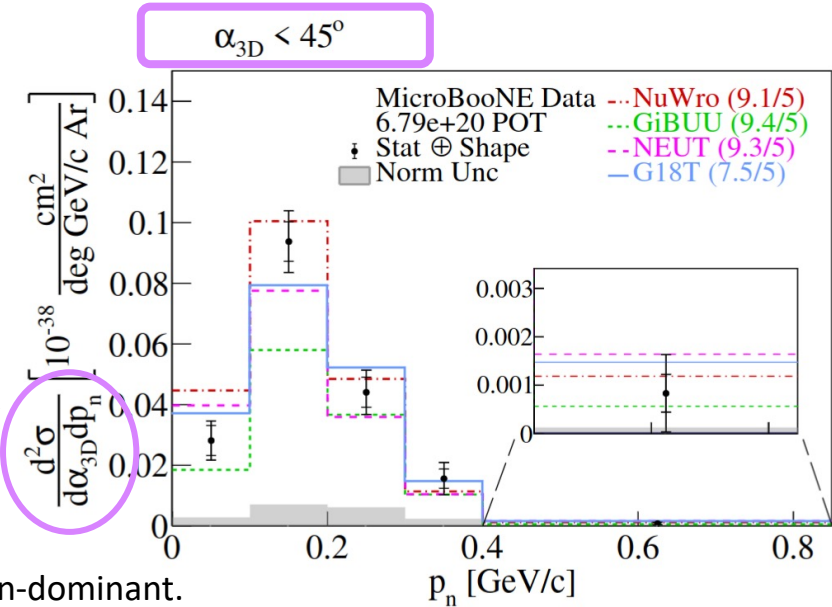 α3D < 45°
MicroBooNE Data
6.79e+20 POT
Stat ⊕ Shape
Norm Unc
NuWro (9.1/5)
GiBUU (9.4/5)
NEUT (9.3/5)
G18T (7.5/5)
d²σ/dα3Ddpn [10⁻³⁸ cm²/deg GeV/c Ar]
0.14
0.12
0.1
0.08
0.06
0.04
0.02
0
0.003
0.002
0.001
0
0 0.2 0.4 0.6 0.8
pn [GeV/c]
n-dominant.